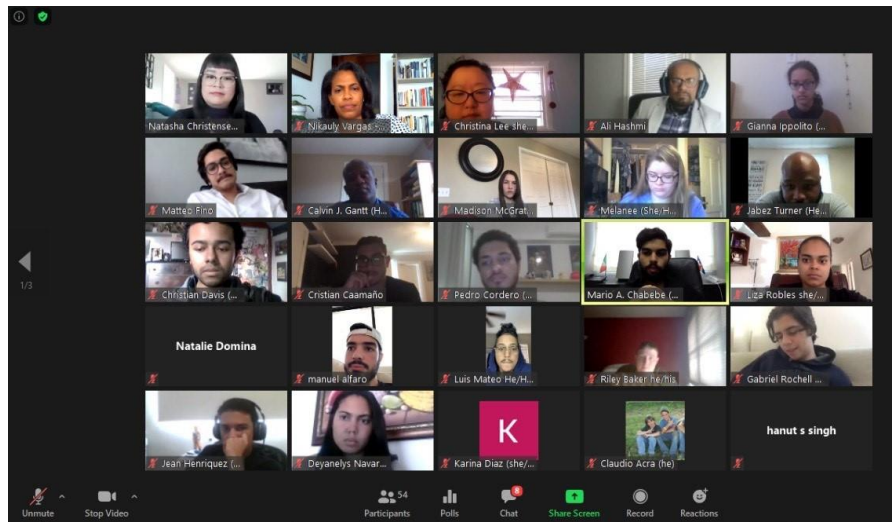 Natasha Christense...
Nikauly Vargas -...
Christina Lee she...
Ali Hashmi
Gianna Ippolito (...
Matteo Fino
Calvin J. Gantt (H...
Madison McGrat...
Melanee (She/H...
Jabez Turner (He...
1/3
Christian Davis (...
Cristian Caamaño
Pedro Cordero (...
Mario A. Chabebe (...
Liza Robles she/...
Natalie Domina
manuel alfaro
Luis Mateo He/H...
Riley Baker he/his
Gabriel Rochell ...
Jean Henriquez (...
Deyanelys Navar...
K
Karina Diaz (she/...
Claudio Acra (he)
hanut s singh
54
8
Unmute
Stop Video
Participants
Polls
Chat
Share Screen
Record
Reactions